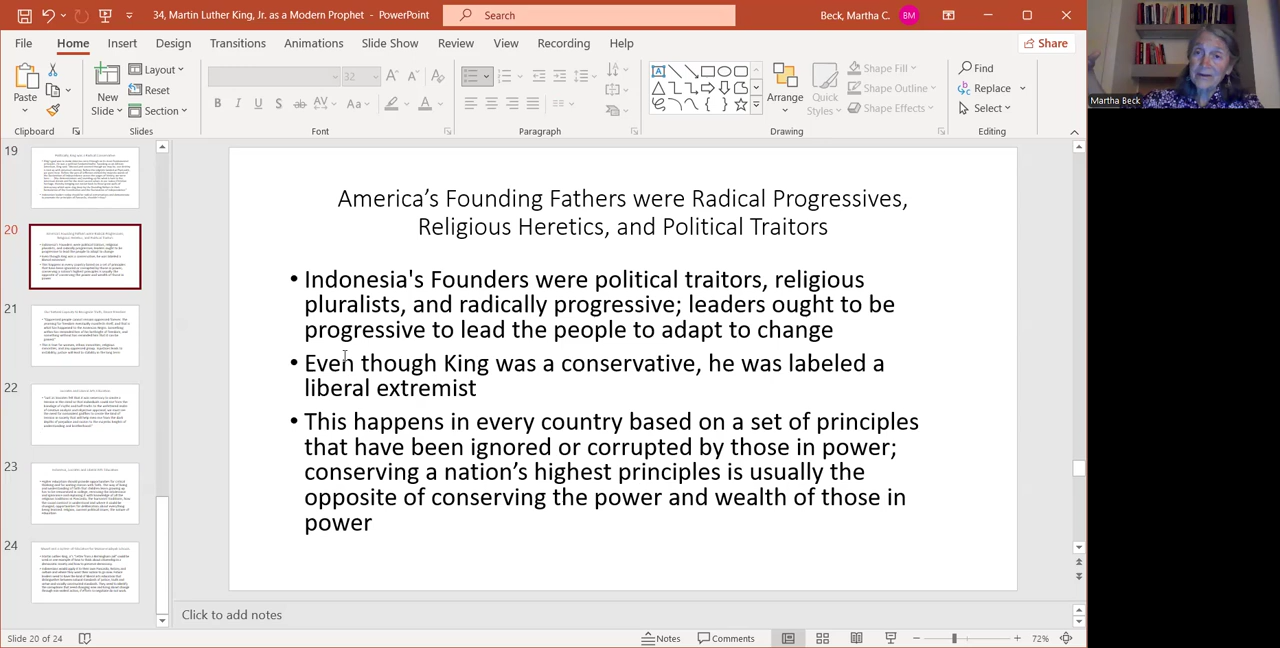 34, Martin Luther King, Jr. as a Modern Prophet - PowerPoint
Search
Beck, Martha C.
BM
File Home Insert Design Transitions Animations Slide Show Review View Recording Help
Share
Paste
Clipboard
New
Slide
Layout
Reset
Section
Slides
32
B I U S ab AV Aa A
Font
Paragraph
Arrange
Quick
Styles
Shape Fill
Shape Outline
Shape Effects
Drawing
Find
Replace
Select
Editing
Martha Beck
19
20
21
22
23
24
America's Founding Fathers were Radical Progressives,
Religious Heretics, and Political Traitors
• Indonesia's Founders were political traitors, religious
pluralists, and radically progressive; leaders ought to be
progressive to lead the people to adapt to change
• Even though King was a conservative, he was labeled a
liberal extremist
• This happens in every country based on a set of principles
that have been ignored or corrupted by those in power;
conserving a nation's highest principles is usually the
opposite of conserving the power and wealth of those in
power
Click to add notes
Slide 20 of 24
Notes
Comments
72%